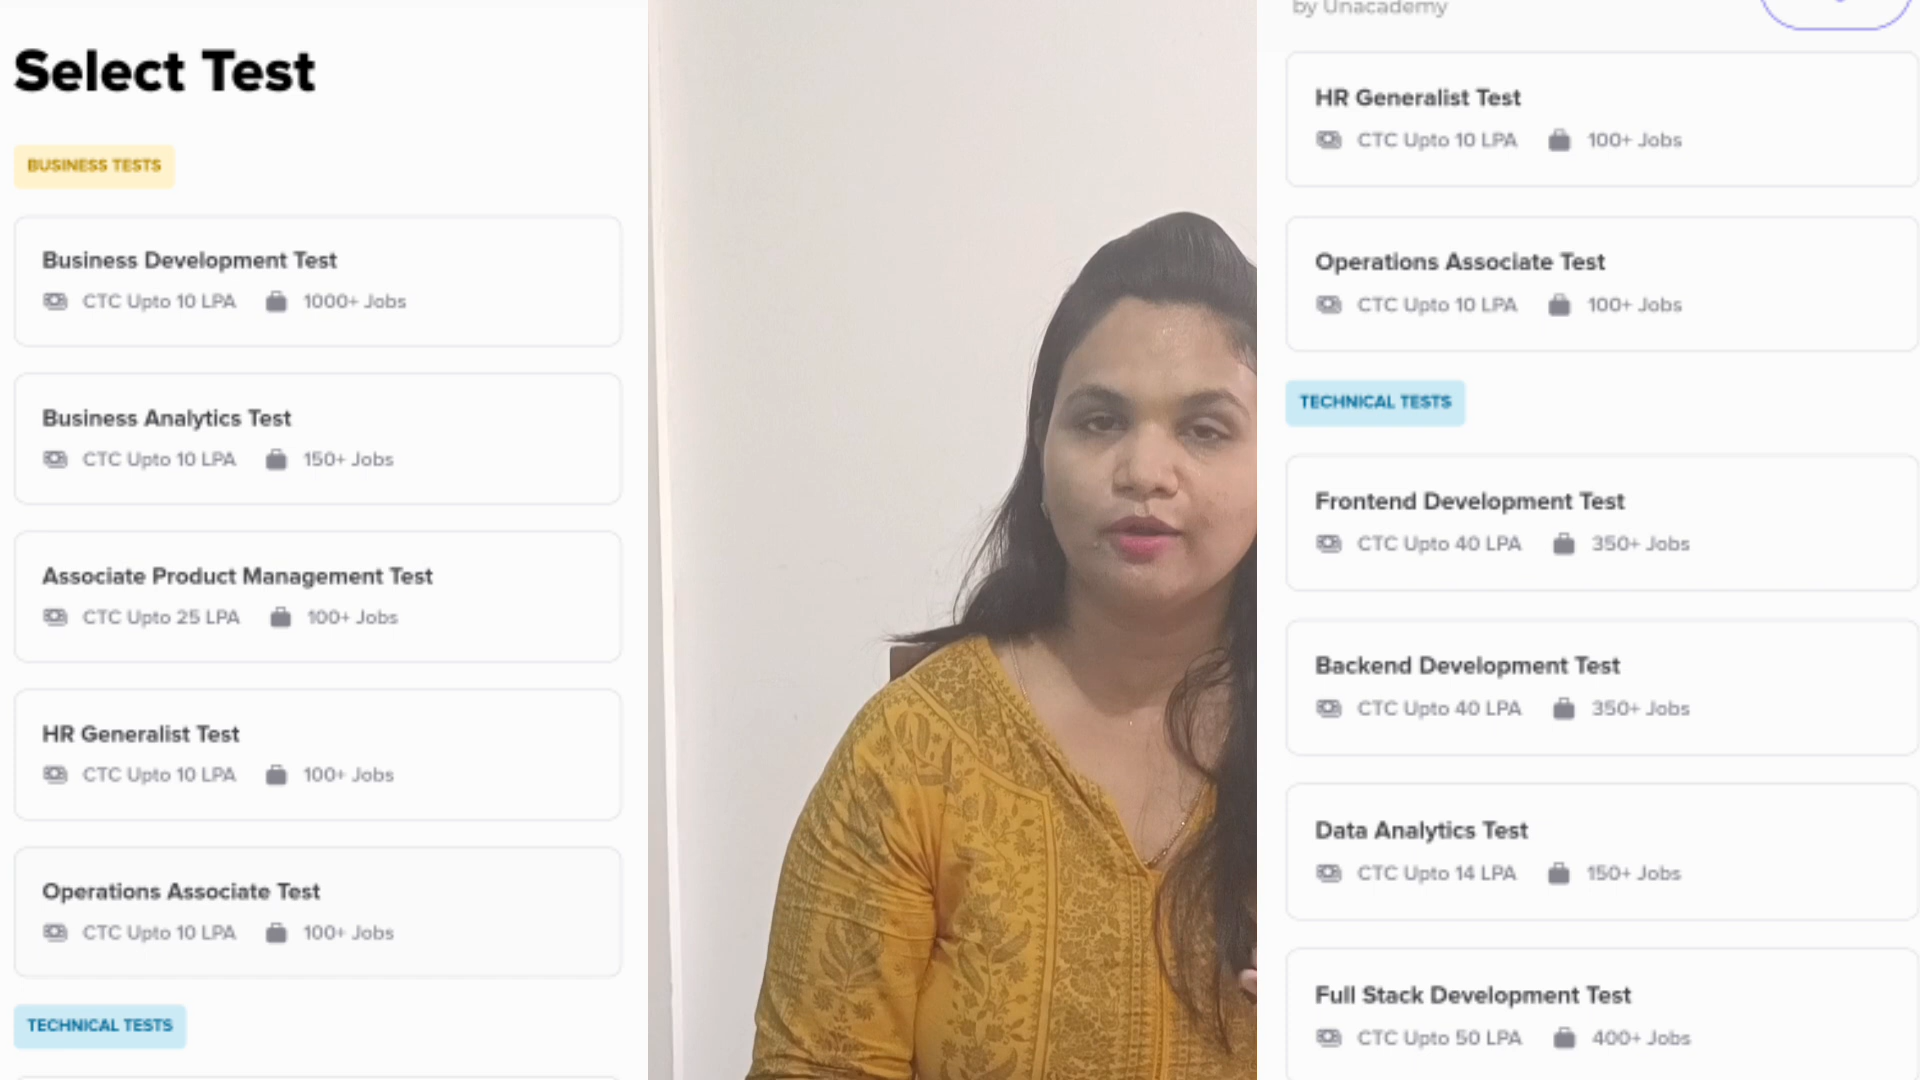 Select Test
BUSINESS TESTS
Business Development Test
CTC Upto 10 LPA 1000+ Jobs
Business Analytics Test
CTC Upto 10 LPA 150+ Jobs
Associate Product Management Test
CTC Upto 25 LPA 100+ Jobs
HR Generalist Test
CTC Upto 10 LPA 100+ Jobs
Operations Associate Test
CTC Upto 10 LPA 100+ Jobs
TECHNICAL TESTS
by Unacademy
HR Generalist Test
CTC Upto 10 LPA 100+ Jobs
Operations Associate Test
CTC Upto 10 LPA 100+ Jobs
TECHNICAL TESTS
Frontend Development Test
CTC Upto 40 LPA 350+ Jobs
Backend Development Test
CTC Upto 40 LPA 350+ Jobs
Data Analytics Test
CTC Upto 14 LPA 150+ Jobs
Full Stack Development Test
CTC Upto 50 LPA 400+ Jobs